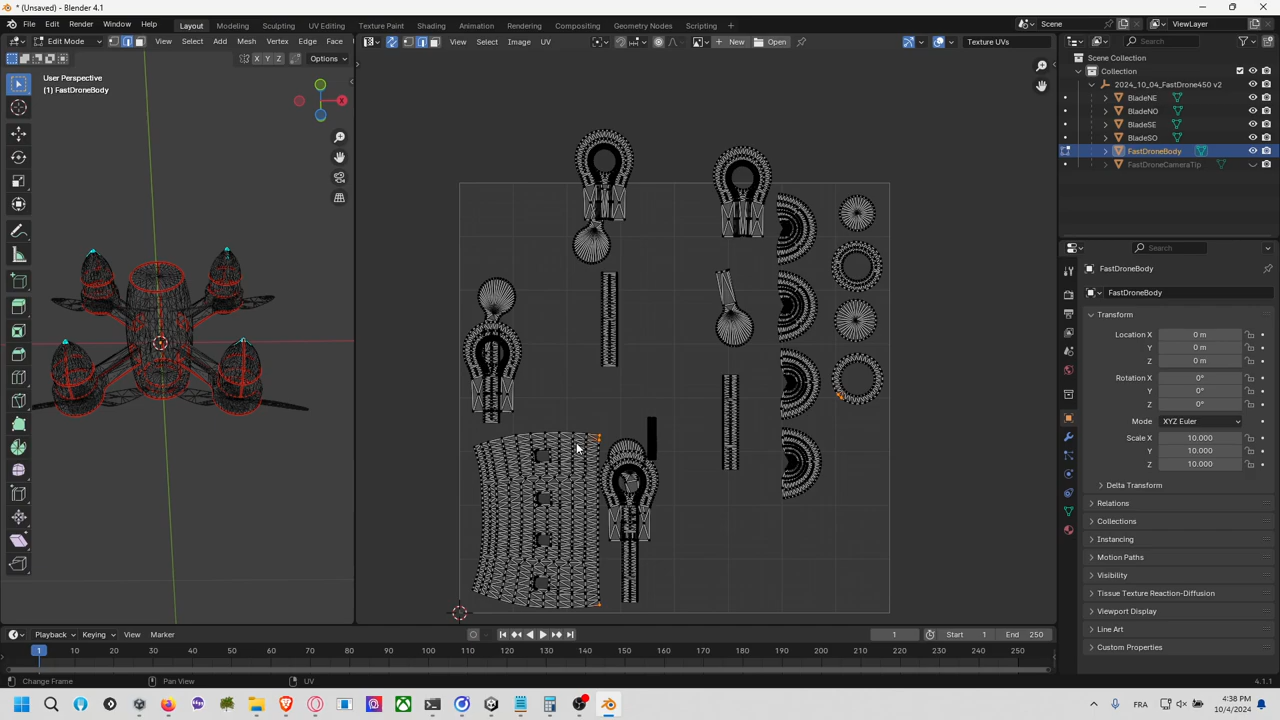 * (Unsaved) - Blender 4.1
File Edit Render Window Help Layout Modeling Sculpting UV Editing Texture Paint Shading Animation Rendering Compositing Geometry Nodes Scripting + Scene ViewLayer
Edit Mode View Select Add Mesh Vertex Edge Face
View Select Image UV New Open Texture UVs
Search
X Y Z Options
User Perspective
(1) FastDroneBody
X
Scene Collection
Collection
2024_10_04_FastDrone450 v2
BladeNE
BladeNO
BladeSE
BladeSO
FastDroneBody
FastDroneCameraTip
Search
FastDroneBody
FastDroneBody
Transform
Location X 0 m
Y 0 m
Z 0 m
Rotation X 0°
Y 0°
Z 0°
Mode XYZ Euler
Scale X 10.000
Y 10.000
Z 10.000
Delta Transform
Relations
Collections
Instancing
Motion Paths
Visibility
Tissue Texture Reaction-Diffusion
Viewport Display
Line Art
Custom Properties
Playback Keying View Marker 1 Start 1 End 250
1 10 20 30 40 50 60 70 80 90 100 110 120 130 140 150 160 170 180 190 200 210 220 230 240 250
Change Frame Pan View UV 4.1.1
FRA 4:38 PM
10/4/2024